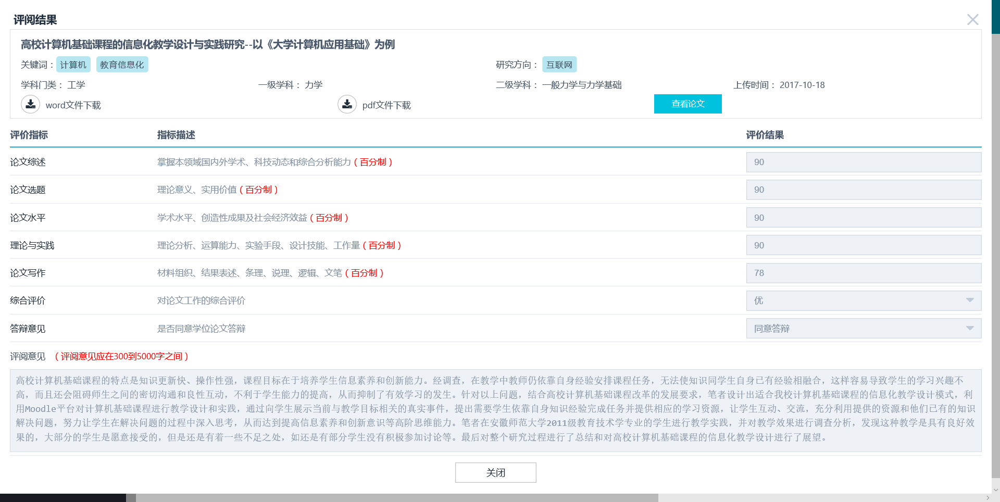 评阅结果
高校计算机基础课程的信息化教学设计与实践研究--以《大学计算机应用基础》为例
关键词： 计算机 教育信息化 研究方向： 互联网
学科门类： 工学 一级学科： 力学 二级学科： 一般力学与力学基础 上传时间： 2017-10-18
word文件下载 pdf文件下载 查看论文
评价指标 指标描述 评价结果
论文综述 掌握本领域国内外学术、科技动态和综合分析能力（百分制） 90
论文选题 理论意义、实用价值（百分制） 90
论文水平 学术水平、创造性成果及社会经济效益（百分制） 90
理论与实践 理论分析、运算能力、实验手段、设计技能、工作量（百分制） 90
论文写作 材料组织、结果表述、条理、说理、逻辑、文笔（百分制） 78
综合评价 对论文工作的综合评价 优
答辩意见 是否同意学位论文答辩 同意答辩
评阅意见 （评阅意见应在300到5000字之间）
高校计算机基础课程的特点是知识更新快、操作性强，课程目标在于培养学生信息素养和创新能力。经调查，在教学中教师仍依靠自身经验安排课程任务，无法使知识同学生自身已有经验相融合，这样容易导致学生的学习兴趣不
高，而且还会阻碍师生之间的密切沟通和良性互动，不利于学生能力的提高，从而抑制了有效学习的发生。针对以上问题，结合高校计算机基础课程改革的发展要求，笔者设计出适合我校计算机基础课程的信息化教学设计模式，利
用Moodle平台对计算机基础课程进行教学设计和实践，通过向学生展示当前与教学目标相关的真实事件，提出需要学生依靠自身知识经验完成任务并提供相应的学习资源，让学生互动、交流，充分利用提供的资源和他们已有的知识
解决问题，努力让学生在解决问题的过程中深入思考，从而达到提高信息素养和创新意识等高阶思维能力。笔者在安徽师范大学2011级教育技术学专业的学生进行教学实践，并对教学效果进行调查分析，发现这种教学是具有良好效
果的，大部分的学生是愿意接受的，但是还是有着一些不足之处，如还是有部分学生没有积极参加讨论等。最后对整个研究过程进行了总结和对高校计算机基础课程的信息化教学设计进行了展望。
关闭